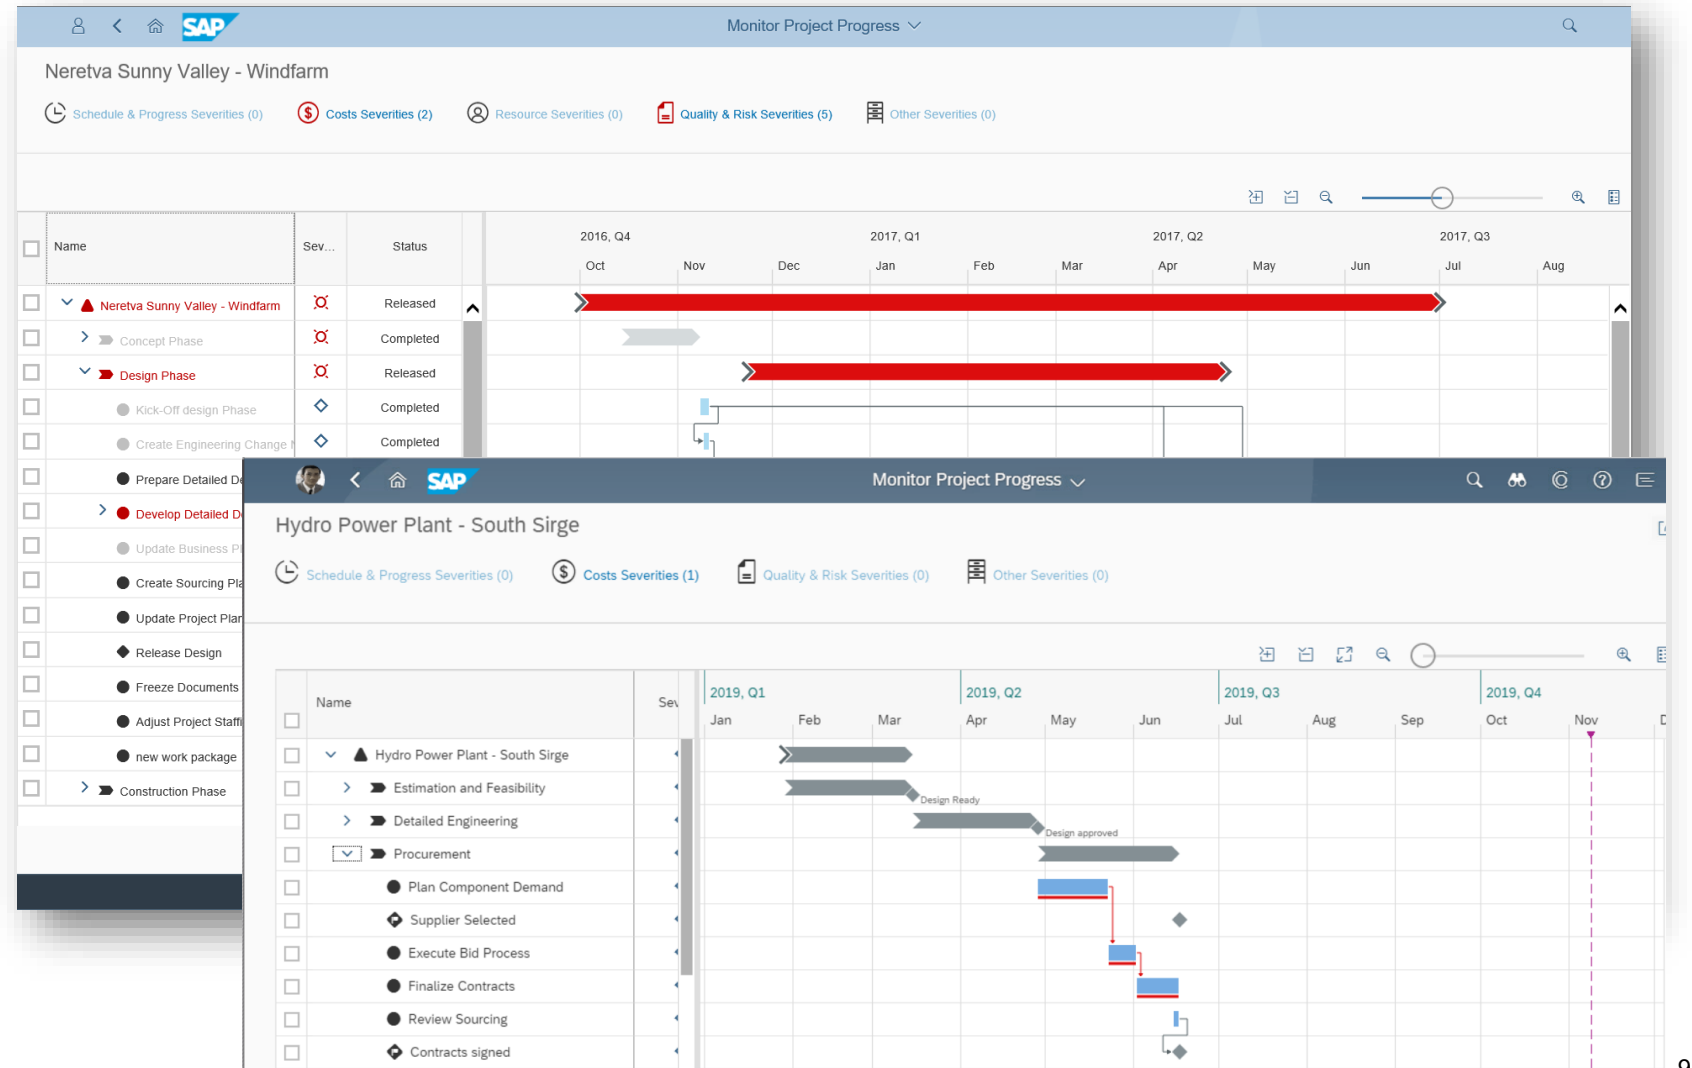 SAP
Monitor Project Progress
Neretva Sunny Valley - Windfarm
Schedule & Progress Severities (0)
Costs Severities (2)
Resource Severities (0)
Quality & Risk Severities (5)
Other Severities (0)
Name
Sev...
Status
2016, Q4
2017, Q1
2017, Q2
2017, Q3
Oct
Nov
Dec
Jan
Feb
Mar
Apr
May
Jun
Jul
Aug
Neretva Sunny Valley - Windfarm
Released
Concept Phase
Completed
Design Phase
Released
Kick-Off design Phase
Completed
Create Engineering Change
Completed
Prepare Detailed De
Develop Detailed D
Update Business Pl
Create Sourcing Pla
Update Project Plan
Release Design
Freeze Documents
Adjust Project Staffi
new work package
Construction Phase
SAP
Monitor Project Progress
Hydro Power Plant - South Sirge
Schedule & Progress Severities (0)
Costs Severities (1)
Quality & Risk Severities (0)
Other Severities (0)
Name
Sev
2019, Q1
2019, Q2
2019, Q3
2019, Q4
Jan
Feb
Mar
Apr
May
Jun
Jul
Aug
Sep
Oct
Nov
Hydro Power Plant - South Sirge
Estimation and Feasibility
Design Ready
Detailed Engineering
Design approved
Procurement
Plan Component Demand
Supplier Selected
Execute Bid Process
Finalize Contracts
Review Sourcing
Contracts signed